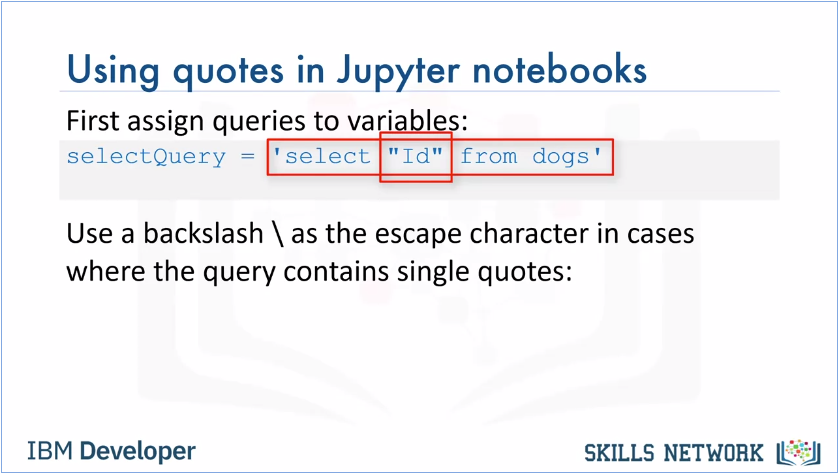 Using quotes in Jupyter notebooks
First assign queries to variables:
selectQuery = 'select "Id" from dogs'
Use a backslash \ as the escape character in cases
where the query contains single quotes:
IBM Developer
SKILLS NETWORK